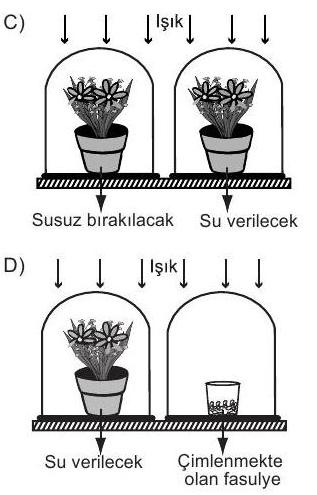 C)
Işık
Susuz bırakılacak
Su verilecek
D)
Işık
Su verilecek
Çimlenmekte
olan fasulye